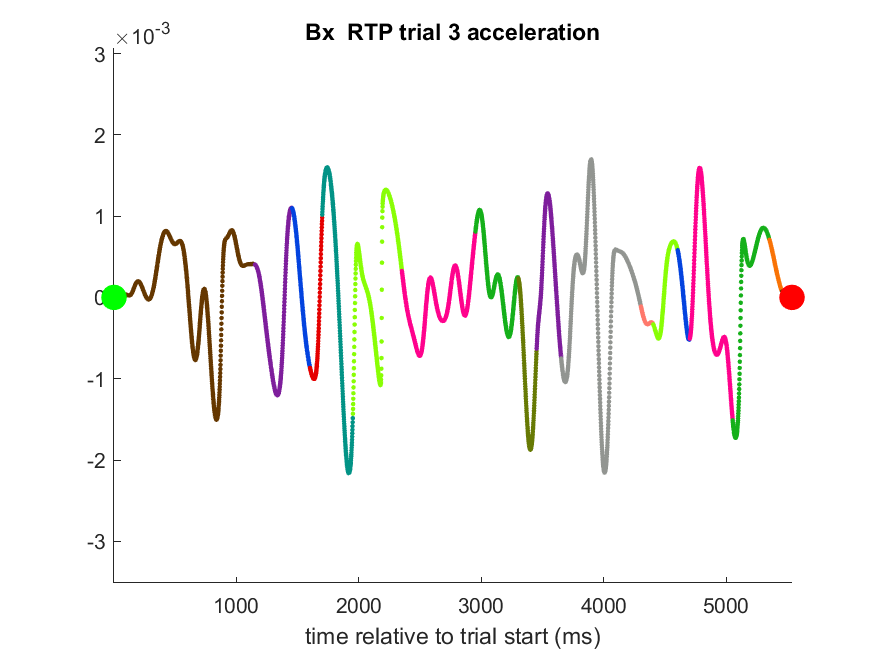 Bx  RTP trial 3 acceleration
×10⁻³
3
2
1
0
-1
-2
-3
1000 2000 3000 4000 5000
time relative to trial start (ms)